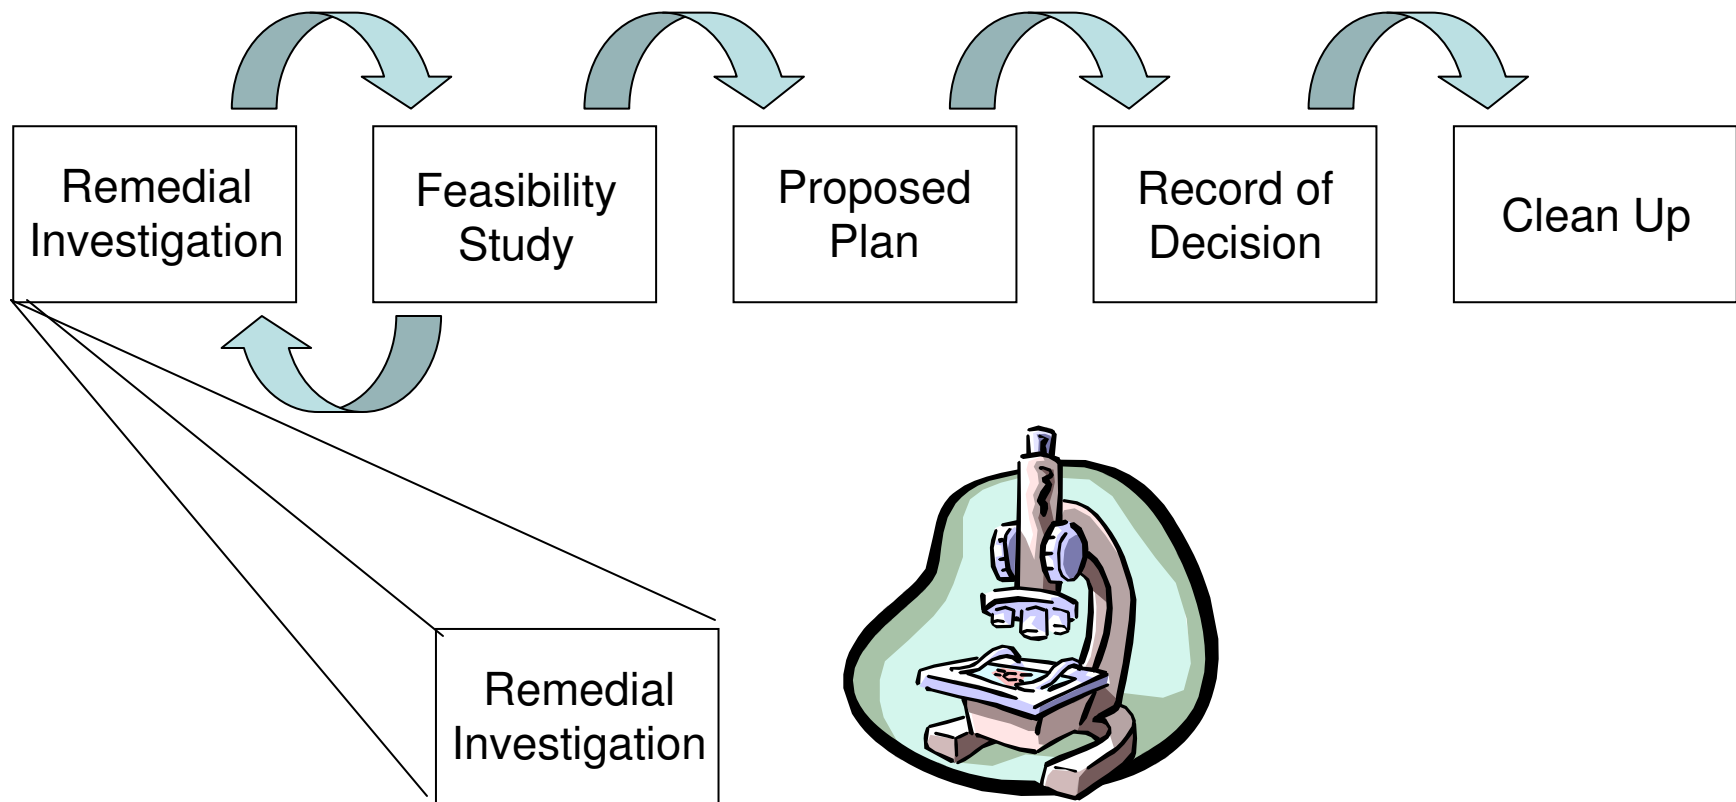 Remedial
Investigation
Feasibility
Study
Proposed
Plan
Record of
Decision
Clean Up
Remedial
Investigation